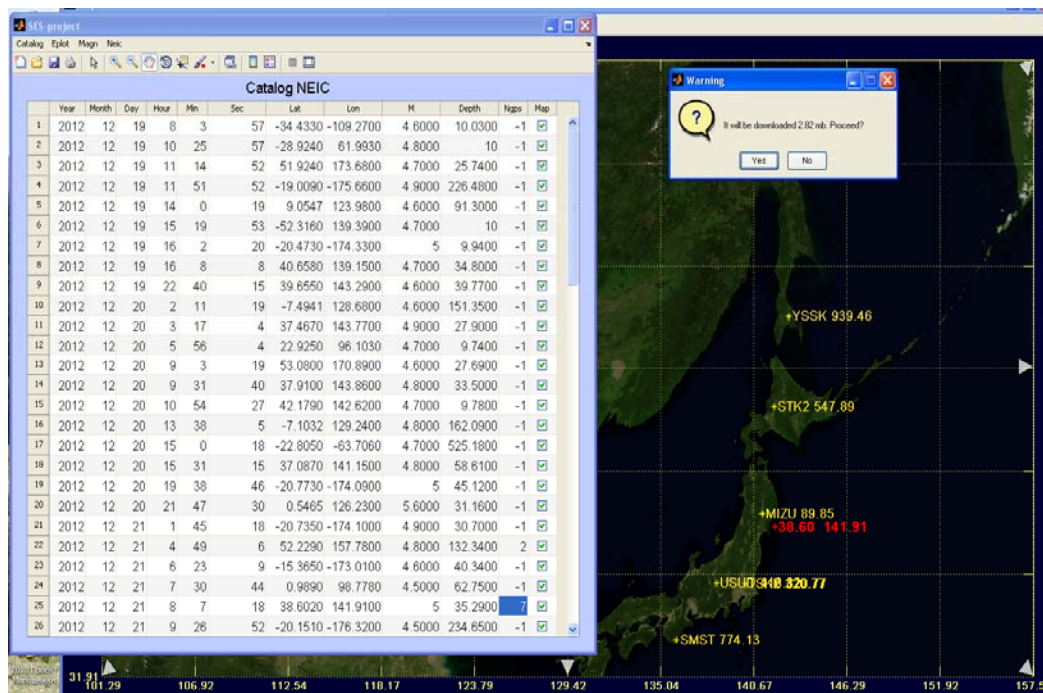 SES-project
Catalog Eplot Magn Neic
Catalog NEIC
Year Month Day Hour Min Sec Lat Lon M Depth Ngps Map
1 2012 12 19 8 3 57 -34.4330 -109.2700 4.6000 10.0300 -1
2 2012 12 19 10 25 57 -28.9240 61.9930 4.8000 10 -1
3 2012 12 19 11 14 52 51.9240 173.6800 4.7000 25.7400 -1
4 2012 12 19 11 51 52 -19.0090 -175.6600 4.9000 226.4800 -1
5 2012 12 19 14 0 19 9.0547 123.9800 4.6000 91.3000 -1
6 2012 12 19 15 19 53 -52.3160 139.3900 4.7000 10 -1
7 2012 12 19 16 2 20 -20.4730 -174.3300 5 9.9400 -1
8 2012 12 19 16 8 8 40.6580 139.1500 4.7000 34.8000 -1
9 2012 12 19 22 40 15 39.6550 143.2900 4.6000 39.7700 -1
10 2012 12 20 2 11 19 -7.4941 128.6800 4.6000 151.3500 -1
11 2012 12 20 3 17 4 37.4670 143.7700 4.9000 27.9000 -1
12 2012 12 20 5 56 4 22.9250 96.1030 4.7000 9.7400 -1
13 2012 12 20 9 3 19 53.0800 170.8900 4.6000 27.6900 -1
14 2012 12 20 9 31 40 37.9100 143.8600 4.8000 33.5000 -1
15 2012 12 20 10 54 27 42.1790 142.6200 4.7000 9.7800 -1
16 2012 12 20 13 38 5 -7.1032 129.2400 4.8000 162.0900 -1
17 2012 12 20 15 0 18 -22.8050 -63.7060 4.7000 525.1800 -1
18 2012 12 20 15 31 15 37.0870 141.1500 4.8000 58.6100 -1
19 2012 12 20 19 38 46 -20.7730 -174.0900 5 45.1200 -1
20 2012 12 20 21 47 30 0.5465 126.2300 5.6000 31.1600 -1
21 2012 12 21 1 45 18 -20.7350 -174.1000 4.9000 30.7000 -1
22 2012 12 21 4 49 6 52.2290 157.7800 4.8000 132.3400 2
23 2012 12 21 6 23 9 -15.3650 -173.0100 4.6000 40.3400 -1
24 2012 12 21 7 30 44 0.9890 98.7780 4.5000 62.7500 -1
25 2012 12 21 8 7 18 38.6020 141.9100 5 35.2900 7
26 2012 12 21 9 26 52 -20.1510 -176.3200 4.5000 234.6500 -1
Warning
It will be downloaded 2.82 mb. Proceed?
Yes No
+YSSK 939.46
+STK2 547.89
+MIZU 89.85
+38.60 141.91
320.77
+SMST 774.13
31.91
101.29 106.92 112.54 118.17 123.79 129.42 135.04 140.67 146.29 151.92 157.5